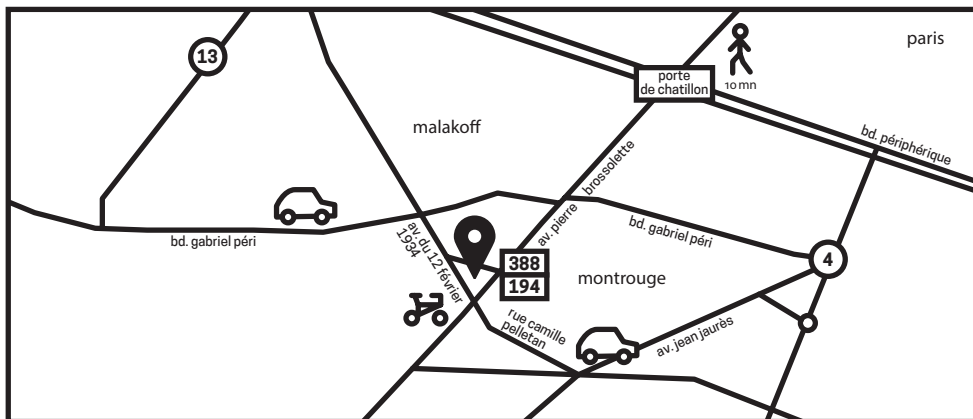 13
paris
porte
de chatillon
10 mn
malakoff
bd. périphérique
av. pierre brossolette
bd. gabriel péri
bd. gabriel péri
av. du 12 février
1934
388
194
montrouge
4
rue camille
pelletan
av. jean jaurès